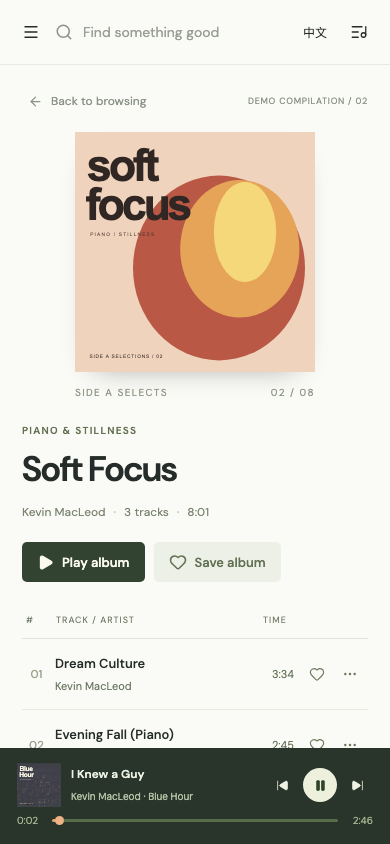 Find something good
中文
Back to browsing
DEMO COMPILATION / 02
soft
focus
PIANO / STILLNESS
SIDE A SELECTIONS / 02
SIDE A SELECTS
02 / 08
PIANO & STILLNESS
Soft Focus
Kevin MacLeod · 3 tracks · 8:01
Play album
Save album
# TRACK / ARTIST TIME
01 Dream Culture 3:34
Kevin MacLeod
02 Evening Fall (Piano) 2:45
Blue
Hour
I Knew a Guy
Kevin MacLeod · Blue Hour
0:02
2:46